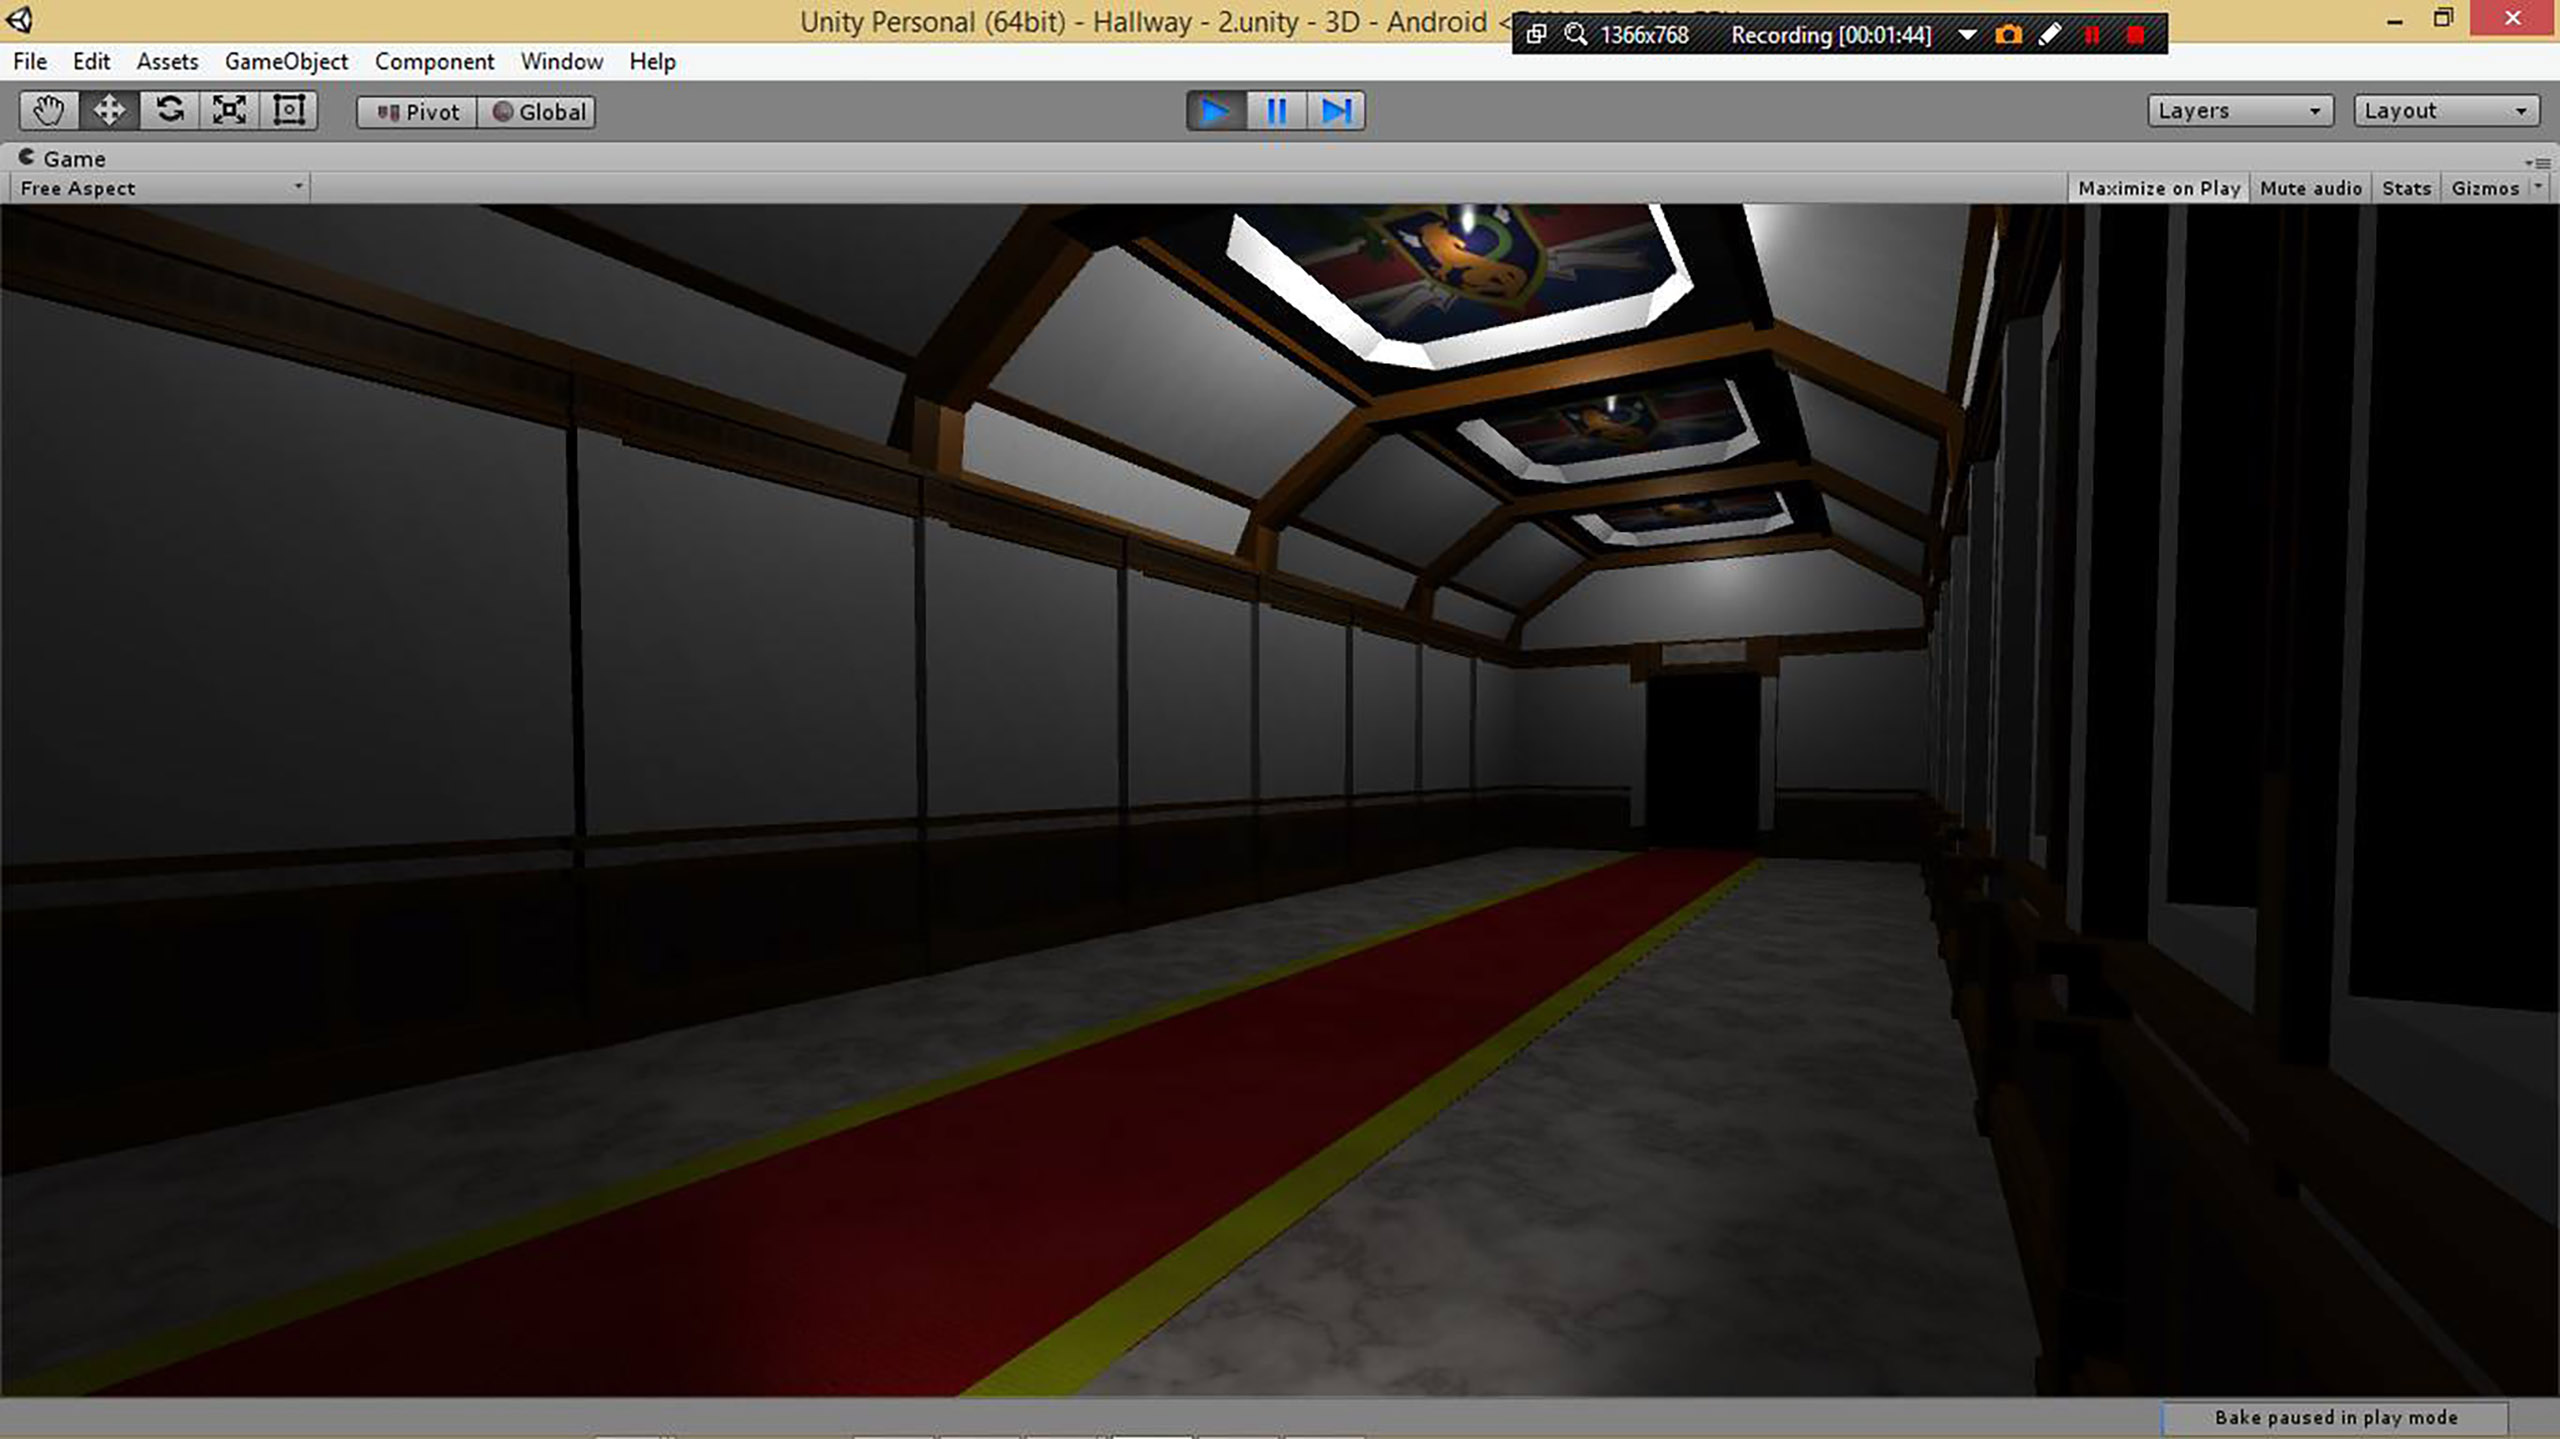 Unity Personal (64bit) - Hallway - 2.unity - 3D - Android <
1366x768 Recording [00:01:44]
File Edit Assets GameObject Component Window Help
Pivot Global Layers Layout
Game
Free Aspect Maximize on Play Mute audio Stats Gizmos
Bake paused in play mode